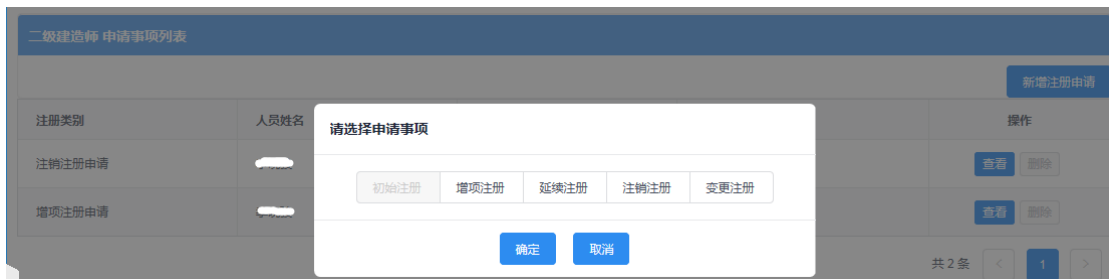 二级建造师 申请事项列表
新增注册申请
注册类别 人员姓名 操作
请选择申请事项
注销注册申请 查看 删除
初始注册 增项注册 延续注册 注销注册 变更注册
增项注册申请 查看 删除
确定 取消
共 2 条 < 1 >